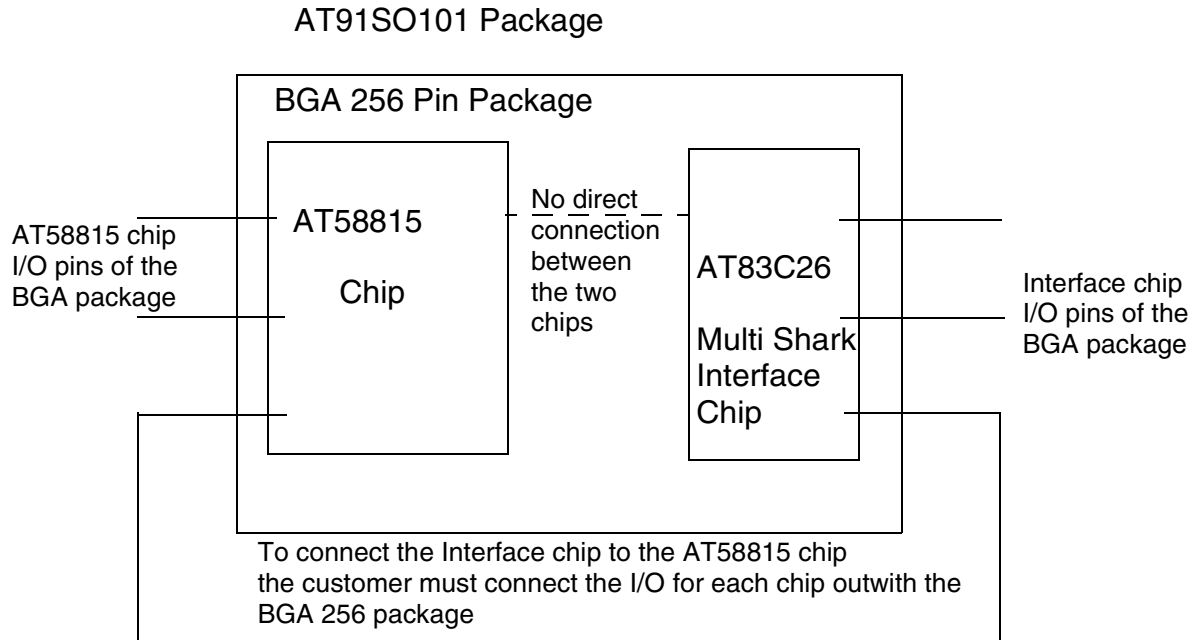 AT91SO101 Package
BGA 256 Pin Package
AT58815 chip
I/O pins of the
BGA package
AT58815
Chip
No direct
connection
between
the two
chips
AT83C26
Multi Shark
Interface
Chip
Interface chip
I/O pins of the
BGA package
To connect the Interface chip to the AT58815 chip
the customer must connect the I/O for each chip outwith the
BGA 256 package